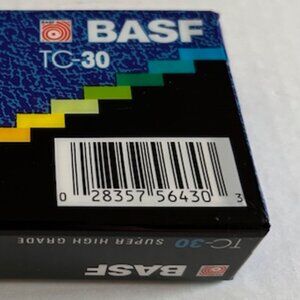 BASF
TC-30
0 28357 56430 3
TC-30 SUPER HIGH GRADE
BASF